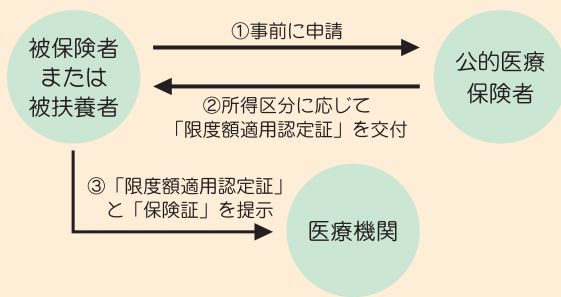 被保険者
または
被扶養者
①事前に申請
公的医療
保険者
②所得区分に応じて
「限度額適用認定証」を交付
③「限度額適用認定証」
と「保険証」を提示
医療機関